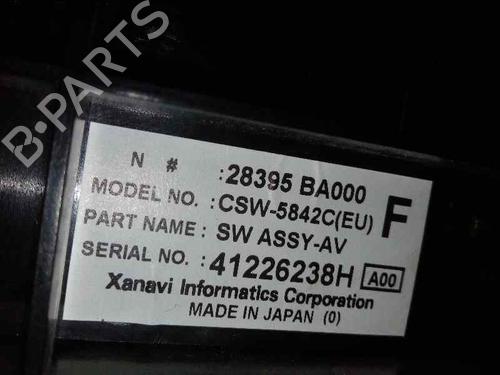 B-PARTS
N # :28395 BA000
MODEL NO. :CSW-5842C(EU) F
PART NAME :SW ASSY-AV
SERIAL NO. :41226238H A00
Xanavi Informatics Corporation
MADE IN JAPAN (0)